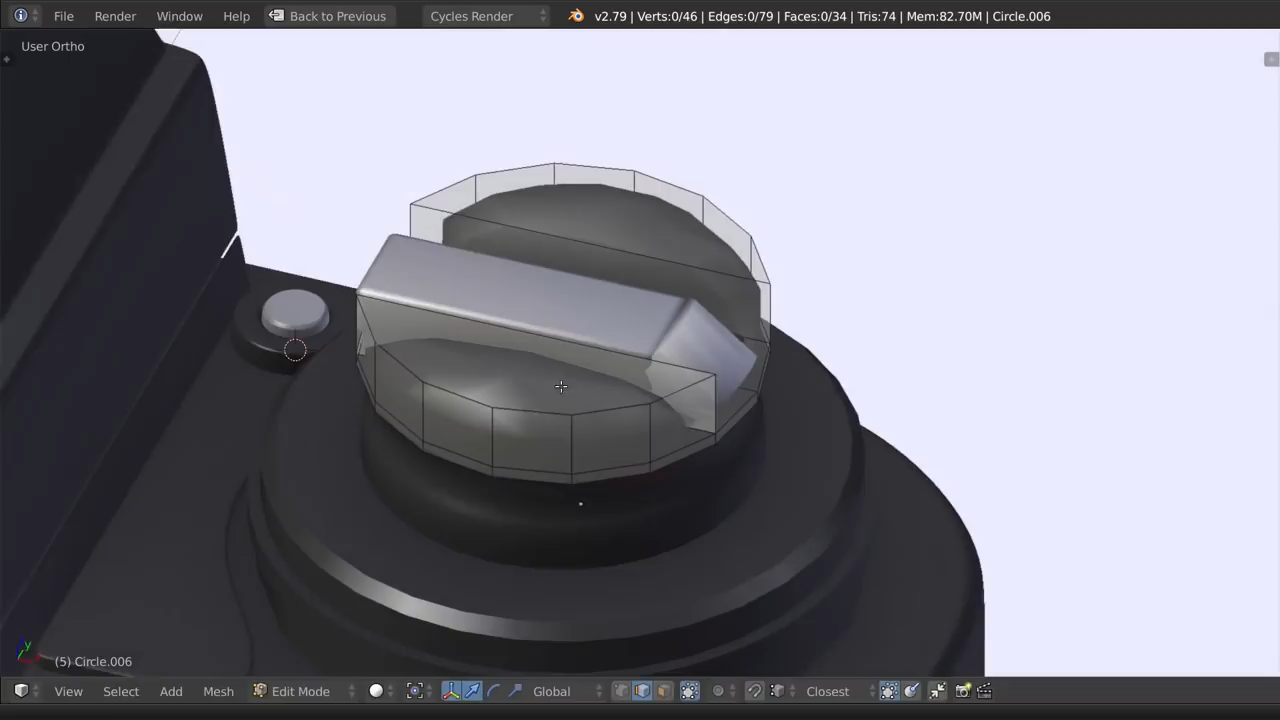 File Render Window Help Back to Previous Cycles Render v2.79 | Verts:0/46 | Edges:0/79 | Faces:0/34 | Tris:74 | Mem:82.70M | Circle.006
User Ortho
(5) Circle.006
View Select Add Mesh Edit Mode Global Closest